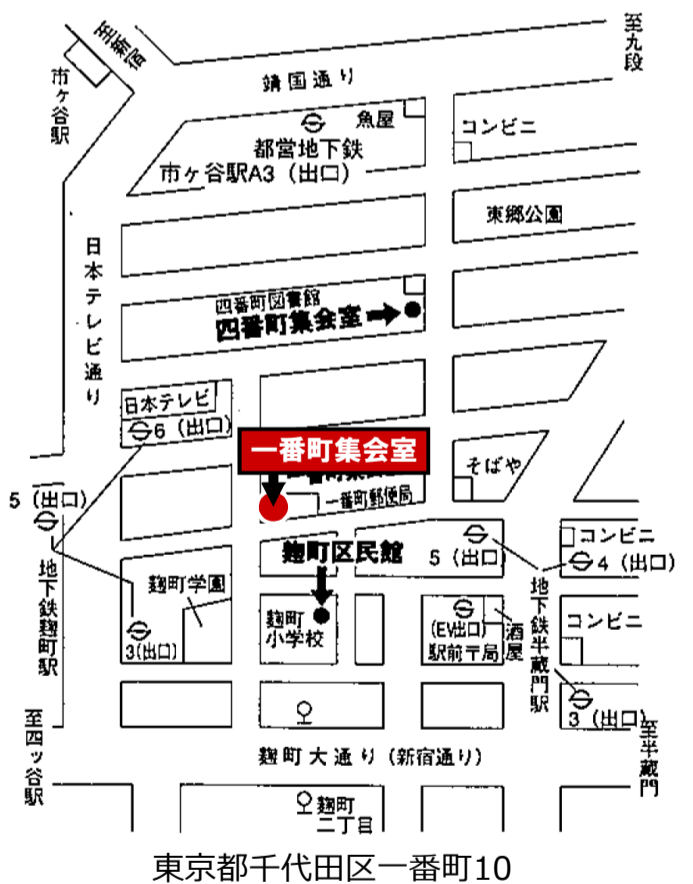 至新宿
至九段
市ヶ谷駅
靖国通り
魚屋
コンビニ
都営地下鉄
市ヶ谷駅A3（出口）
東郷公園
日本テレビ通り
四番町図書館
四番町集会室
日本テレビ
6（出口）
一番町集会室
そばや
一番町郵便局
5（出口）
麹町区民館
5（出口）
コンビニ
4（出口）
地下鉄麹町駅
麹町学園
麹町
小学校
3(出口)
(EV出口)
駅前〒局
酒屋
地下鉄半蔵門駅
コンビニ
3（出口）
至四ッ谷駅
至半蔵門
麹町大通り（新宿通り）
麹町
二丁目
東京都千代田区一番町10